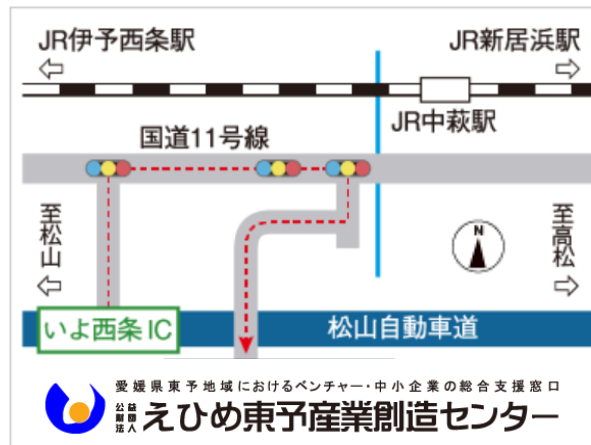 JR伊予西条駅
JR新居浜駅
JR中萩駅
国道11号線
至松山
至高松
N
いよ西条IC
松山自動車道
愛媛県東予地域におけるベンチャー・中小企業の総合支援窓口
公益財団法人 えひめ東予産業創造センター